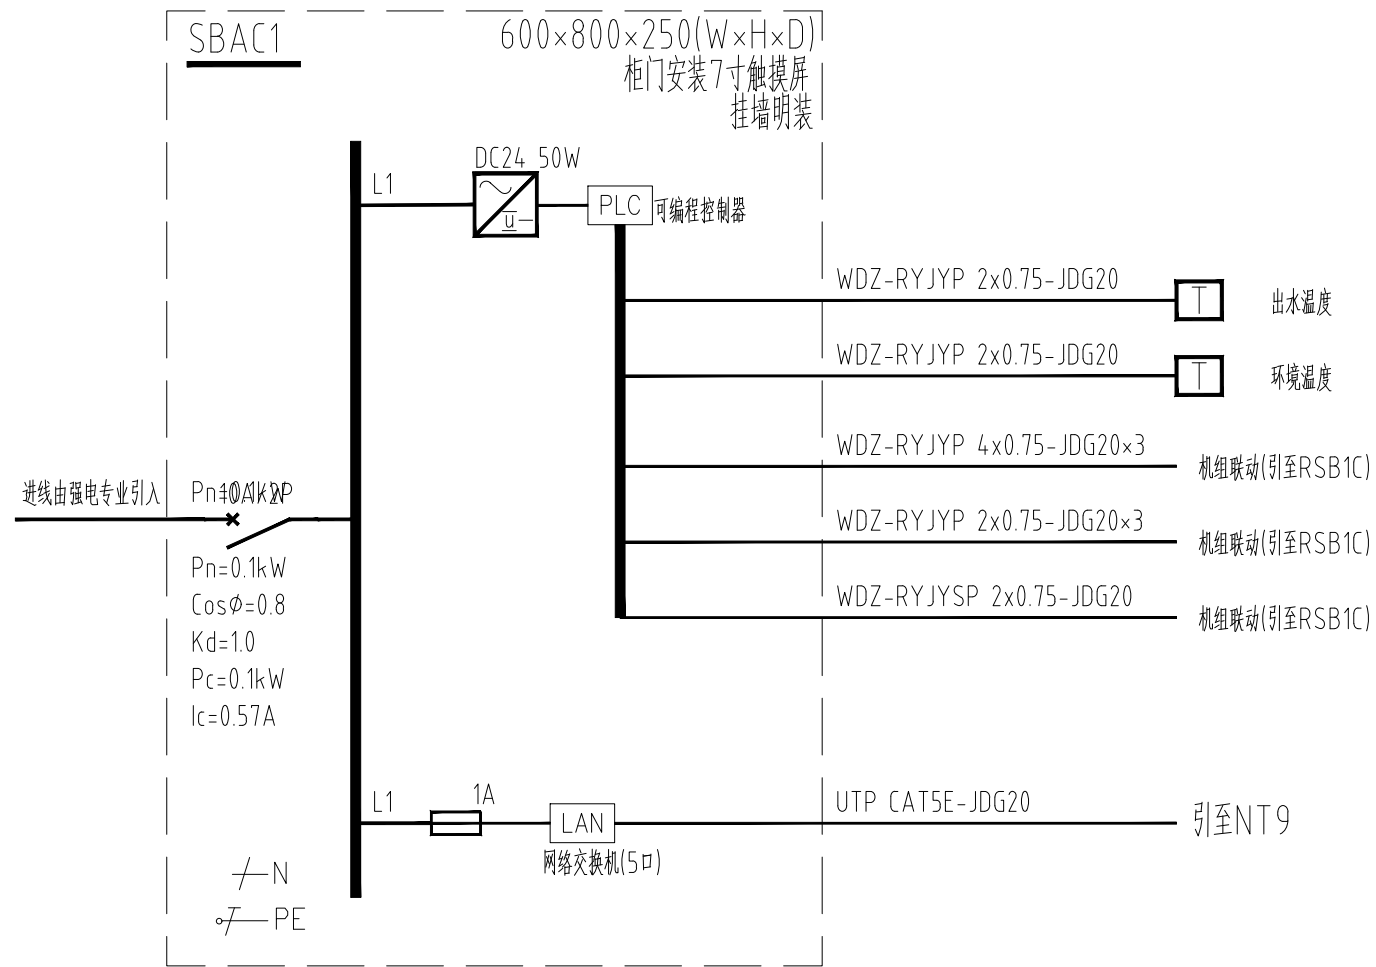 SBAC1
600×800×250(W×H×D)
柜门安装7寸触摸屏
挂墙明装
DC24 50W
L1
u
PLC
可编程控制器
WDZ-RYJYP 2x0.75-JDG20
T
出水温度
WDZ-RYJYP 2x0.75-JDG20
T
环境温度
WDZ-RYJYP 4x0.75-JDG20×3
机组联动(引至RSB1C)
进线由强电专业引入
WDZ-RYJYP 2x0.75-JDG20×3
机组联动(引至RSB1C)
Pn=0.1kW
CosΦ=0.8
Kd=1.0
Pc=0.1kW
Ic=0.57A
WDZ-RYJYSP 2x0.75-JDG20
机组联动(引至RSB1C)
L1
1A
LAN
网络交换机(5口)
UTP CAT5E-JDG20
引至NT9
N
PE